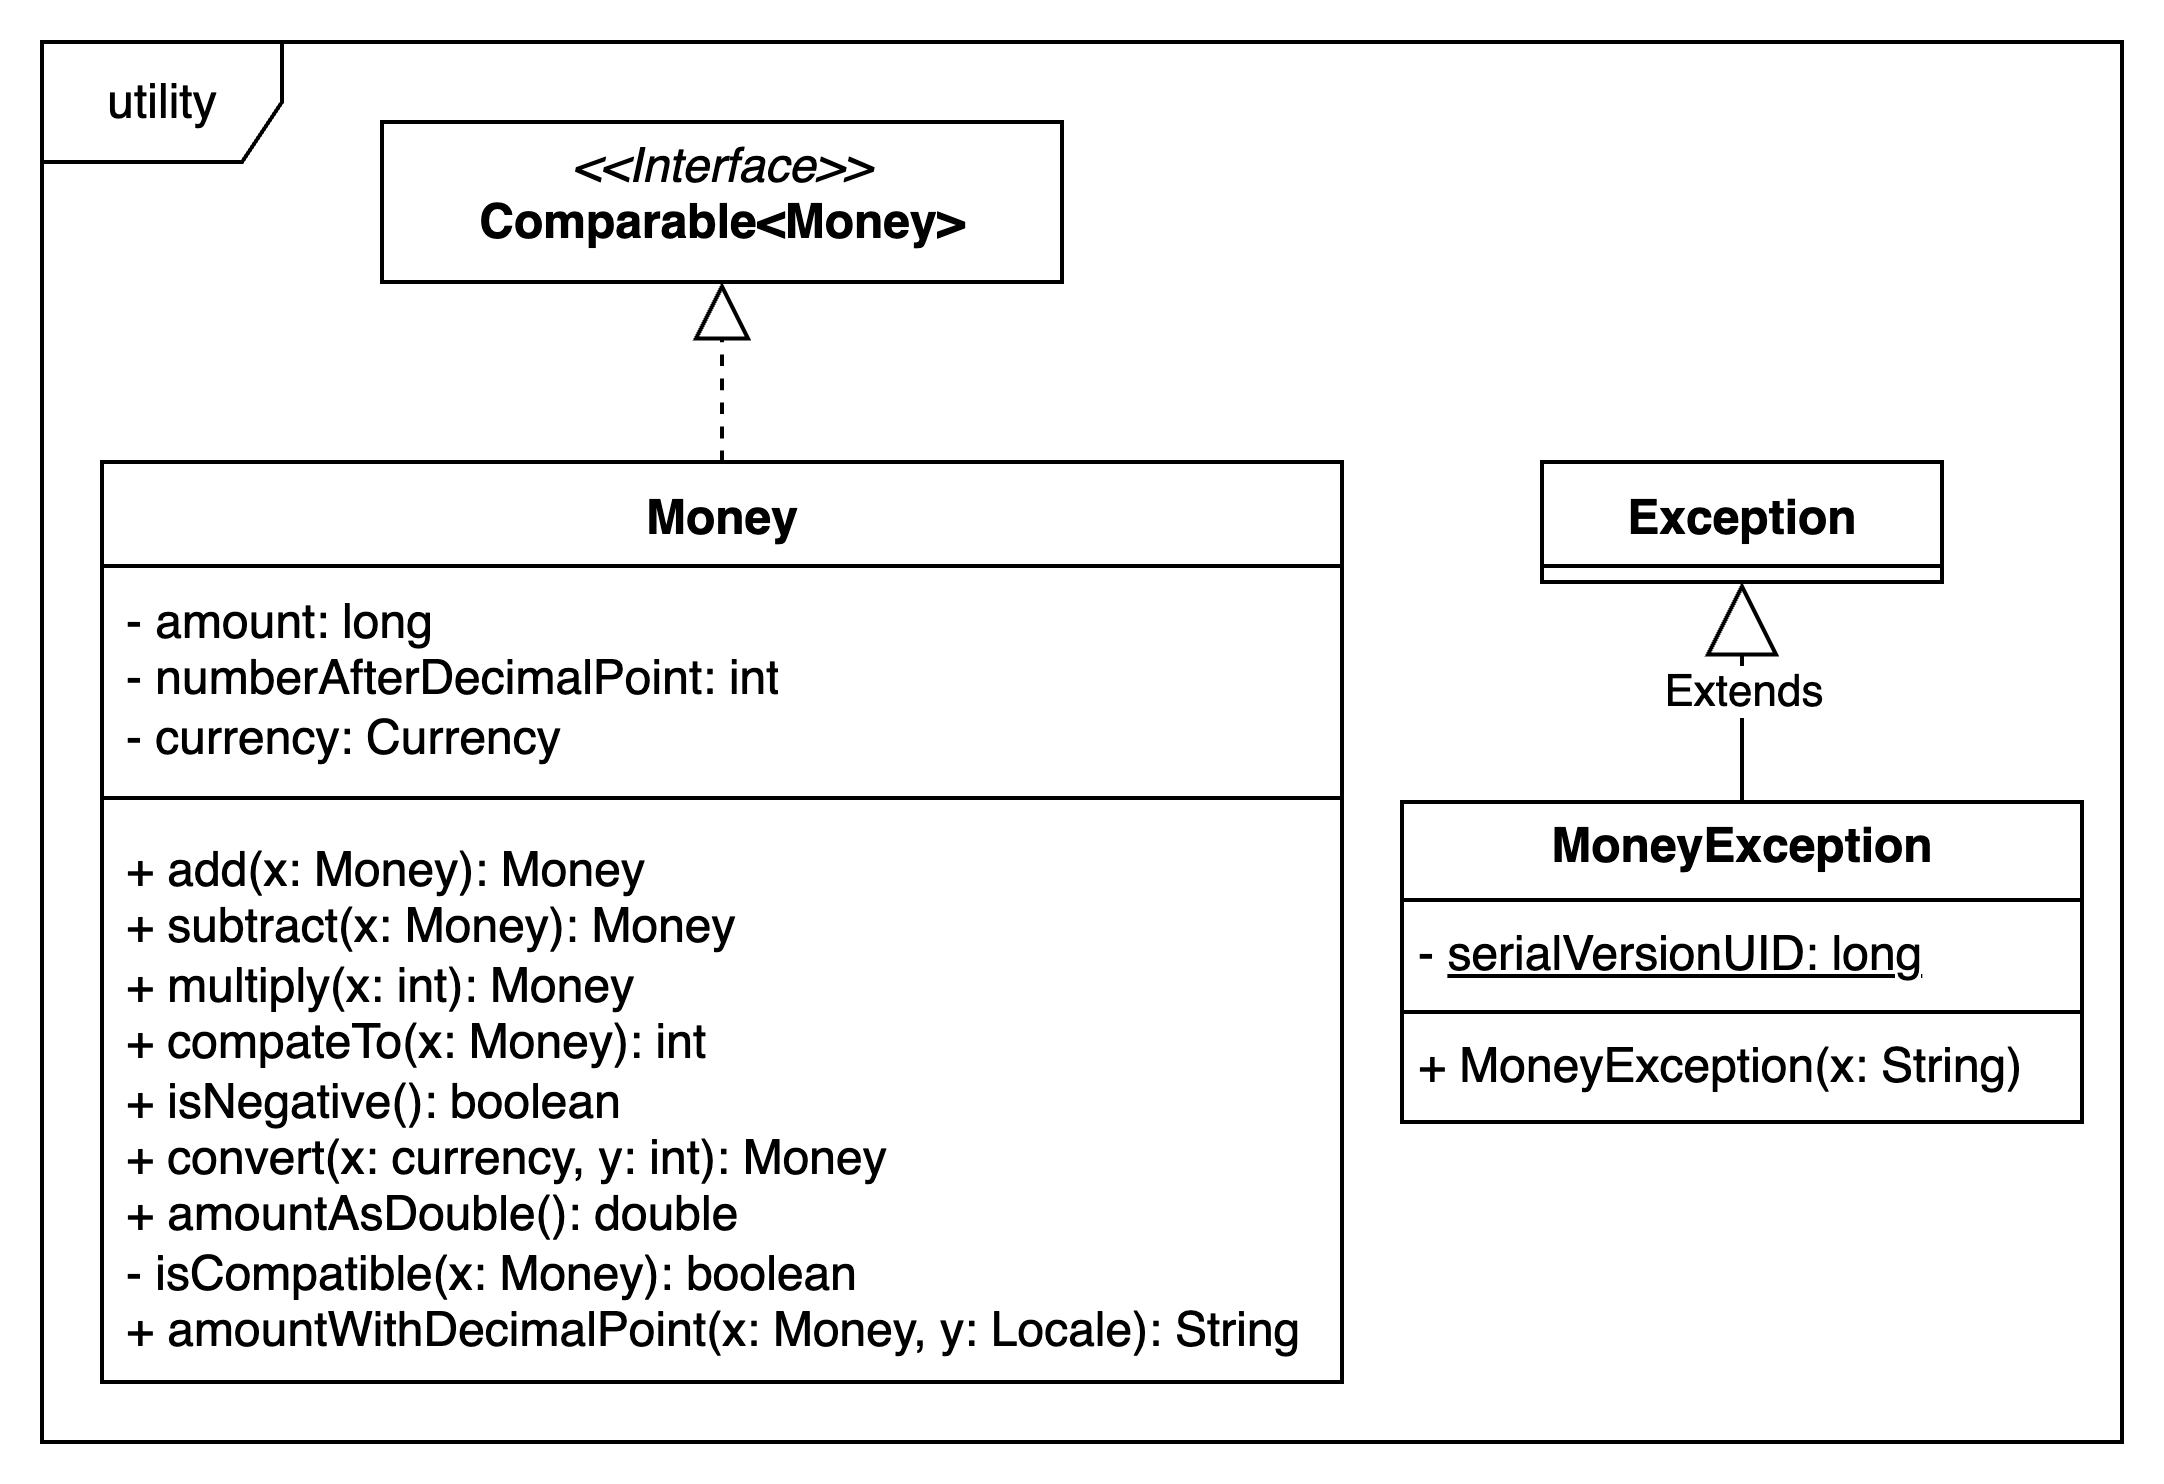 utility
<<Interface>>
Comparable<Money>
Money
- amount: long
- numberAfterDecimalPoint: int
- currency: Currency
+ add(x: Money): Money
+ subtract(x: Money): Money
+ multiply(x: int): Money
+ compateTo(x: Money): int
+ isNegative(): boolean
+ convert(x: currency, y: int): Money
+ amountAsDouble(): double
- isCompatible(x: Money): boolean
+ amountWithDecimalPoint(x: Money, y: Locale): String
Exception
Extends
MoneyException
- serialVersionUID: long
+ MoneyException(x: String)